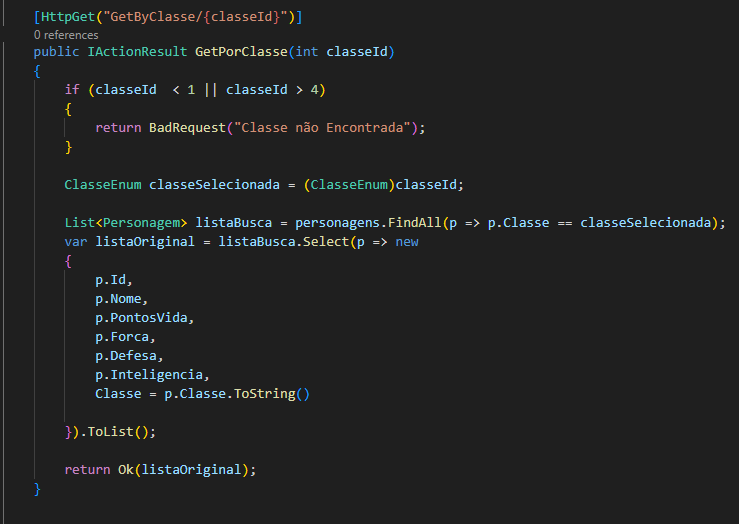 [HttpGet("GetByClasse/{classeId}")]
0 references
public IActionResult GetPorClasse(int classeId)
{
if (classeId  < 1 || classeId > 4)
{
return BadRequest("Classe não Encontrada");
}
ClasseEnum classeSelecionada = (ClasseEnum)classeId;
List<Personagem> listaBusca = personagens.FindAll(p => p.Classe == classeSelecionada);
var listaOriginal = listaBusca.Select(p => new
{
p.Id,
p.Nome,
p.PontosVida,
p.Forca,
p.Defesa,
p.Inteligencia,
Classe = p.Classe.ToString()
}).ToList();
return Ok(listaOriginal);
}